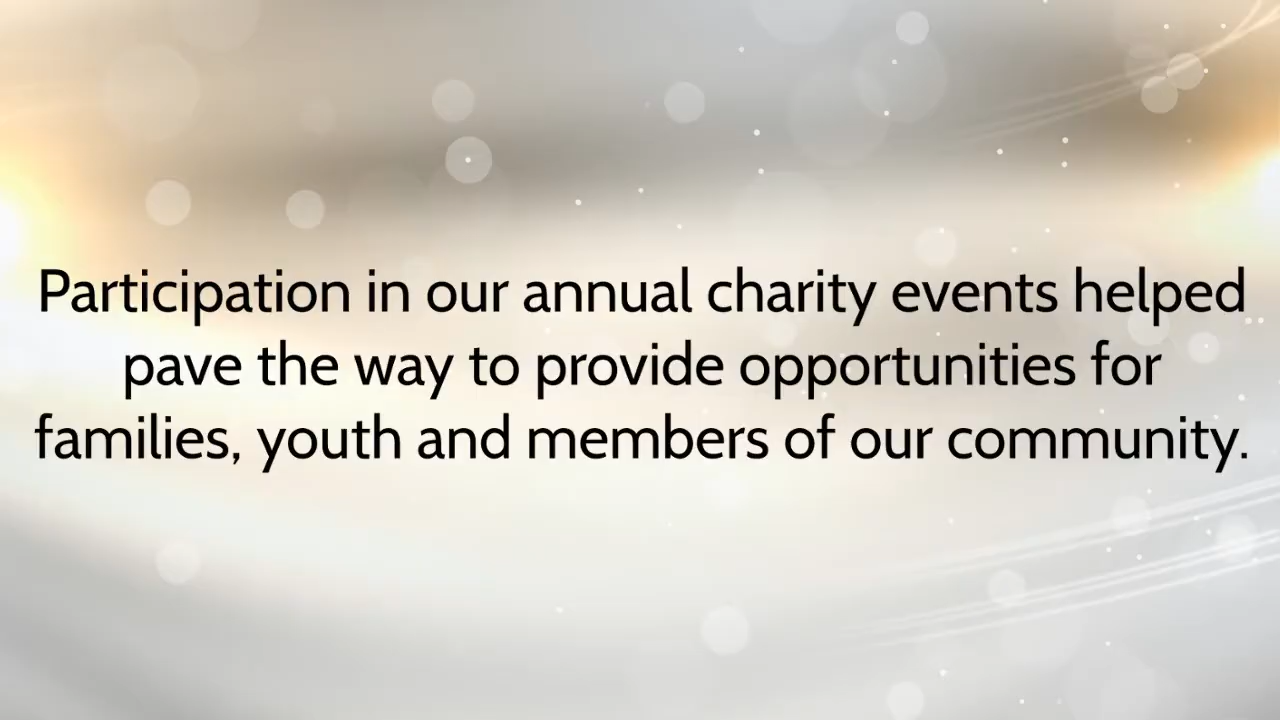 Participation in our annual charity events helped
pave the way to provide opportunities for
families, youth and members of our community.